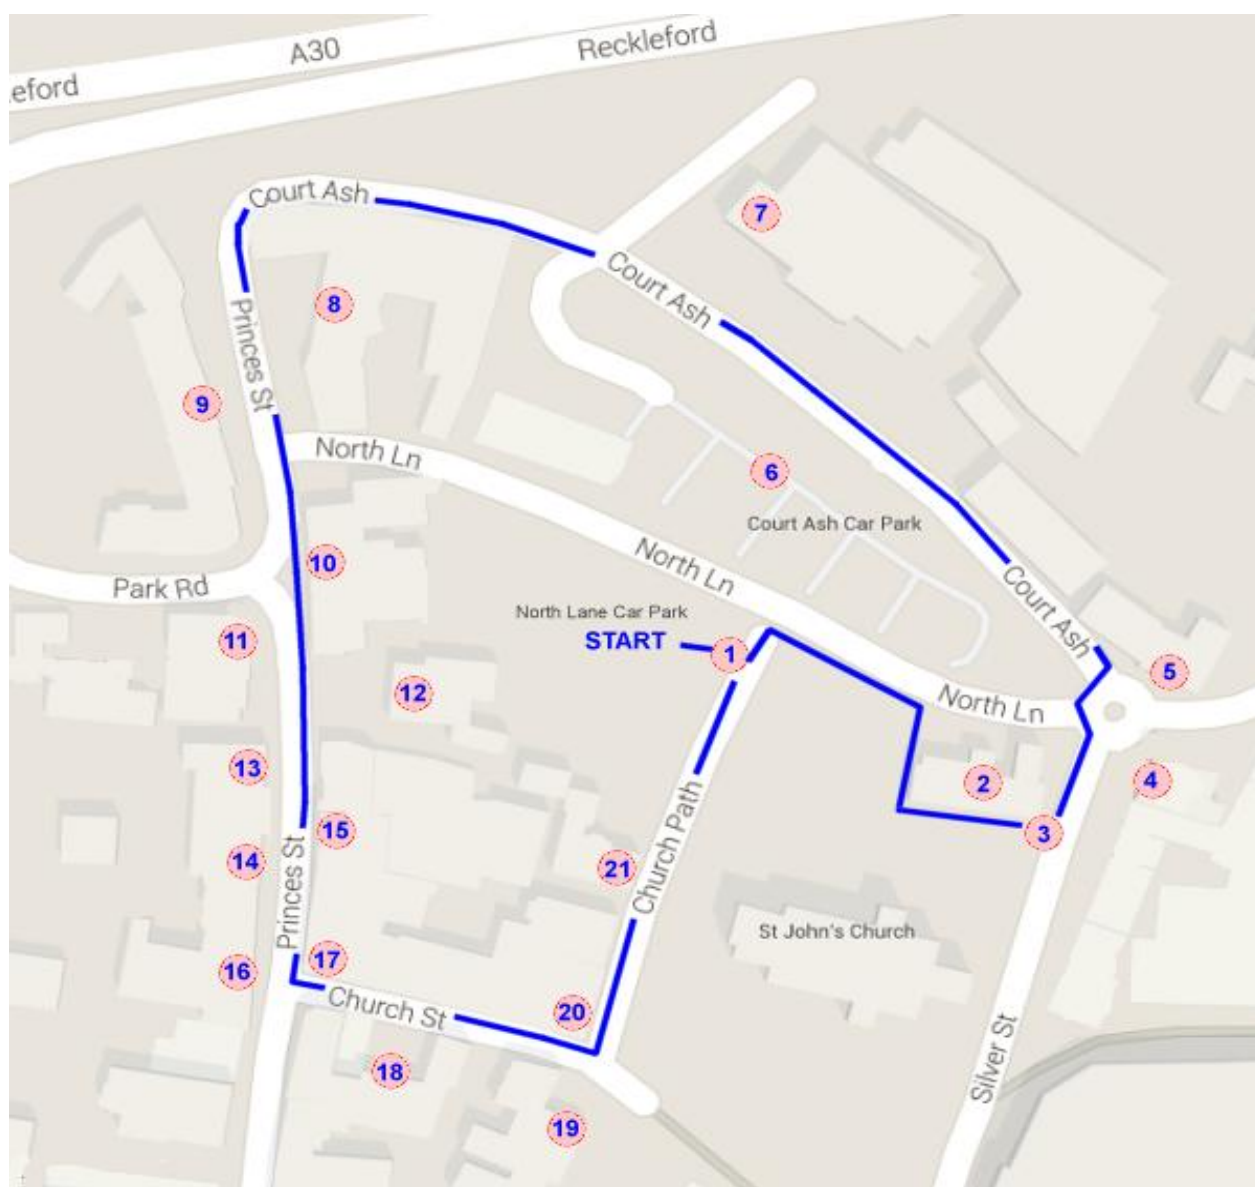 A30
Reckleford
eford
Court Ash
7
Court Ash
8
Princes St
9
North Ln
6
Court Ash Car Park
10
North Ln
Park Rd
Court Ash
North Lane Car Park
START
1
11
5
12
North Ln
13
2
4
15
3
14
Church Path
21
Princes St
St John's Church
17
16
Church St
20
18
Silver St
19